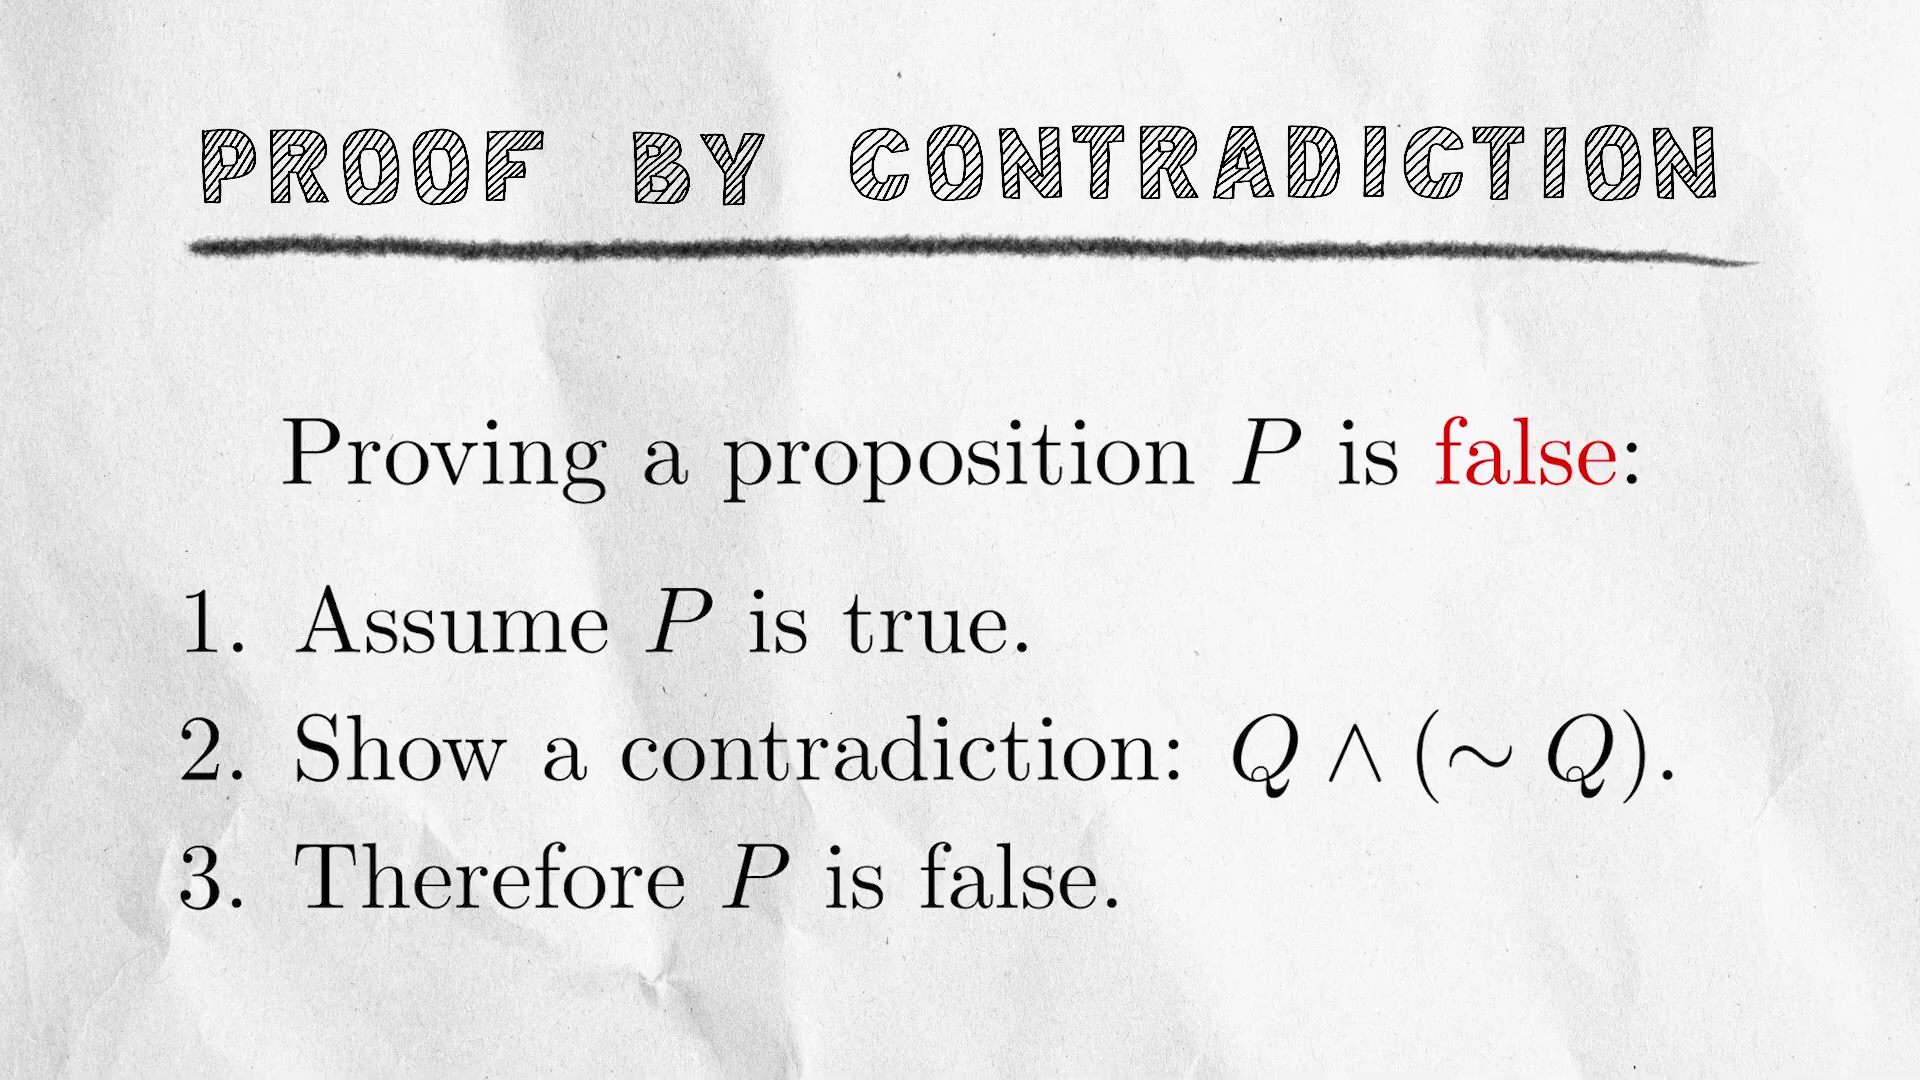 PROOF BY CONTRADICTION
Proving a proposition P is false:
1. Assume P is true.
2. Show a contradiction: Q ∧ (∼ Q).
3. Therefore P is false.